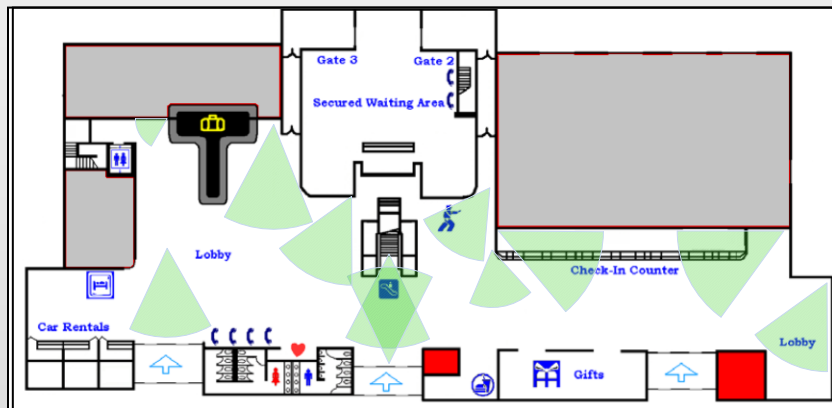 Gate 3
Gate 2
Secured Waiting Area
Lobby
Check-In Counter
Car Rentals
Lobby
Gifts